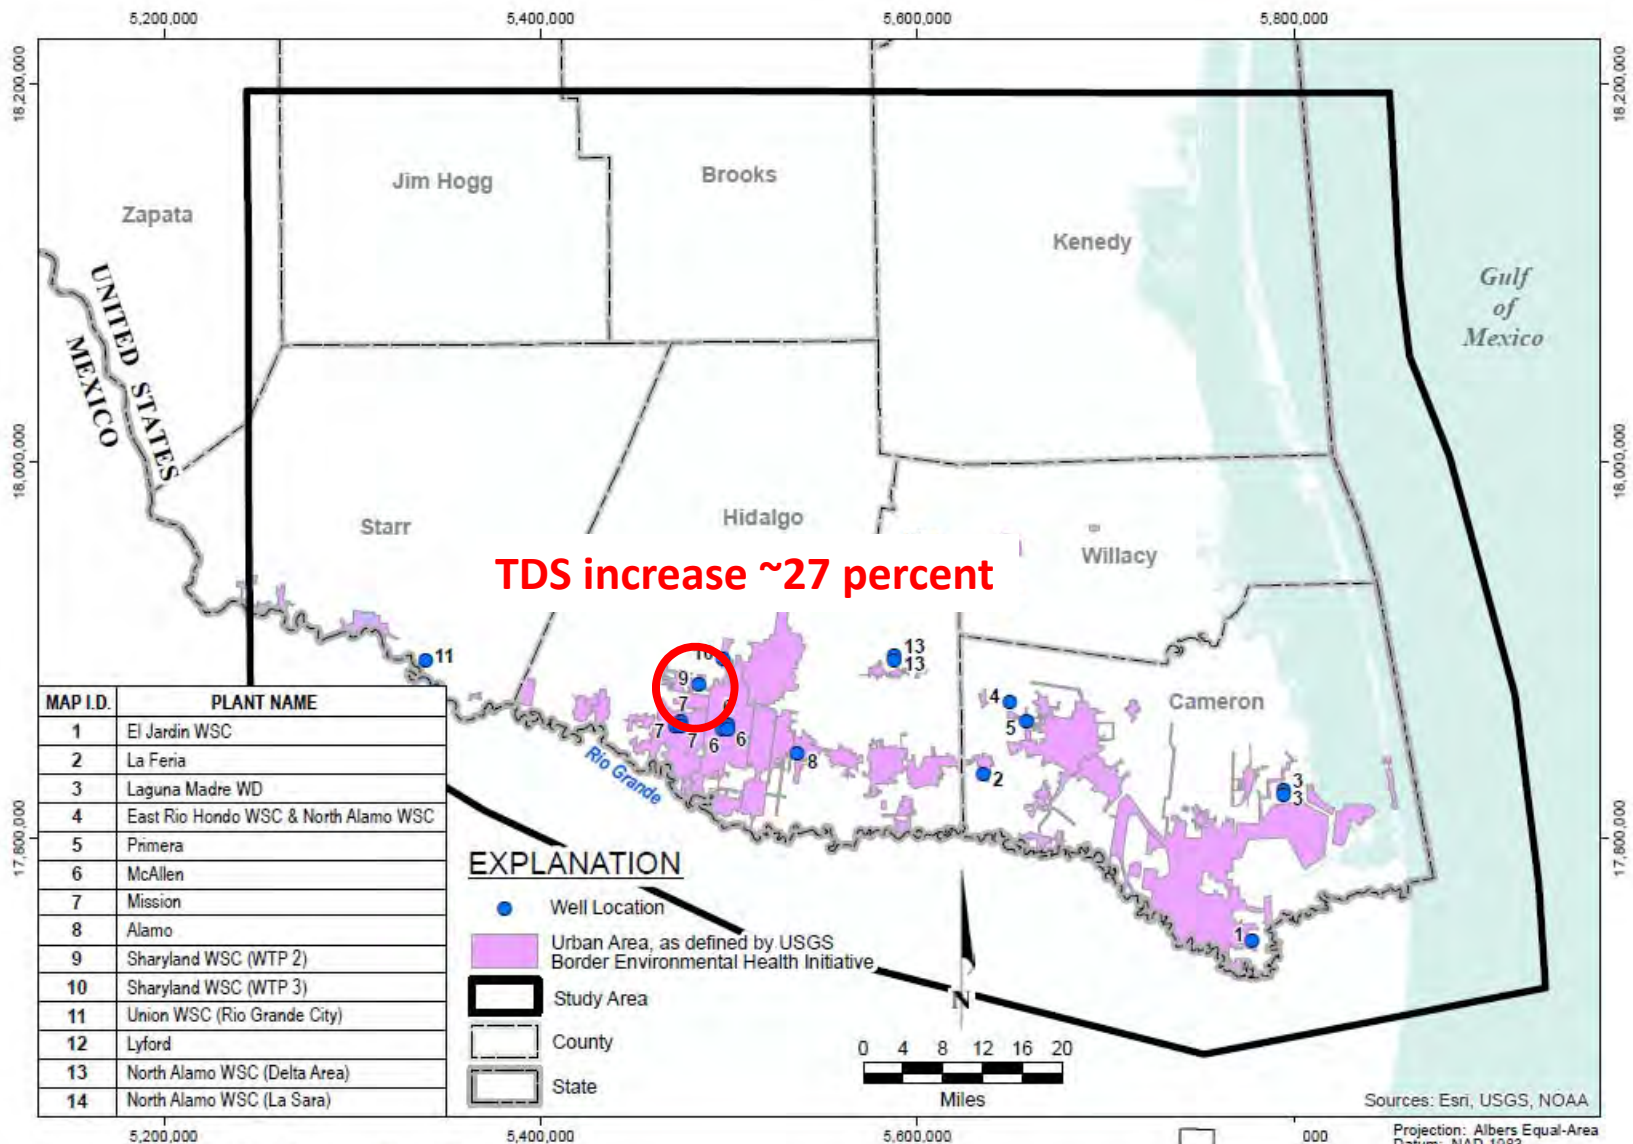 5,200,000
5,400,000
5,600,000
5,800,000
18,200,000
18,200,000
Jim Hogg
Brooks
Zapata
Kenedy
Gulf
of
Mexico
UNITED STATES
MEXICO
18,000,000
18,000,000
Starr
Hidalgo
Willacy
TDS increase ~27 percent
11
10
9
7
6
7
7
6
6
8
13
13
4
5
2
Cameron
3
3
1
Rio Grande
17,800,000
17,800,000
MAP I.D. PLANT NAME
1 El Jardin WSC
2 La Feria
3 Laguna Madre WD
4 East Rio Hondo WSC & North Alamo WSC
5 Primera
6 McAllen
7 Mission
8 Alamo
9 Sharyland WSC (WTP 2)
10 Sharyland WSC (WTP 3)
11 Union WSC (Rio Grande City)
12 Lyford
13 North Alamo WSC (Delta Area)
14 North Alamo WSC (La Sara)
EXPLANATION
Well Location
Urban Area, as defined by USGS
Border Environmental Health Initiative
Study Area
County
State
N
0 4 8 12 16 20
Miles
Sources: Esri, USGS, NOAA
Projection: Albers Equal-Area
Datum: NAD 1983
5,200,000
5,400,000
5,600,000
000